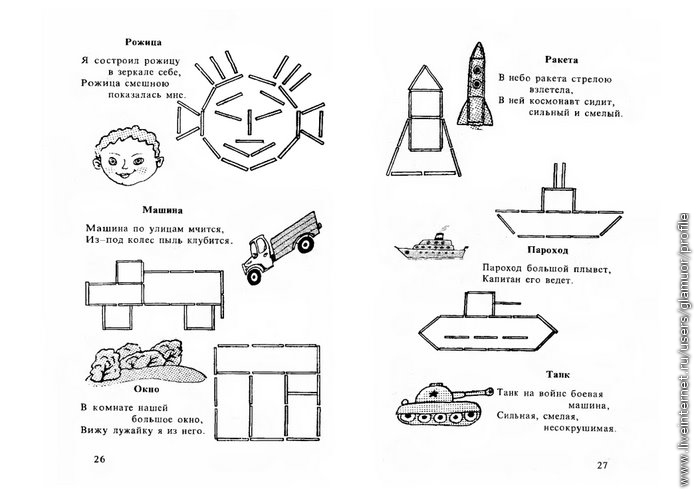 Рожица
Я состроил рожицу
в зеркале себе,
Рожица смешною
показалась мне.
Машина
Машина по улицам мчится,
Из-под колес пыль клубится.
Окно
В комнате нашей
большое окно,
Вижу лужайку я из него.
26
Ракета
В небо ракета стрелою
взлетела,
В ней космонавт сидит,
сильный и смелый.
Пароход
Пароход большой плывет,
Капитан его ведет.
Танк
Танк на войне боевая
машина,
Сильная, смелая,
несокрушимая.
27
www.liveinternet.ru/users/glamuor/profile